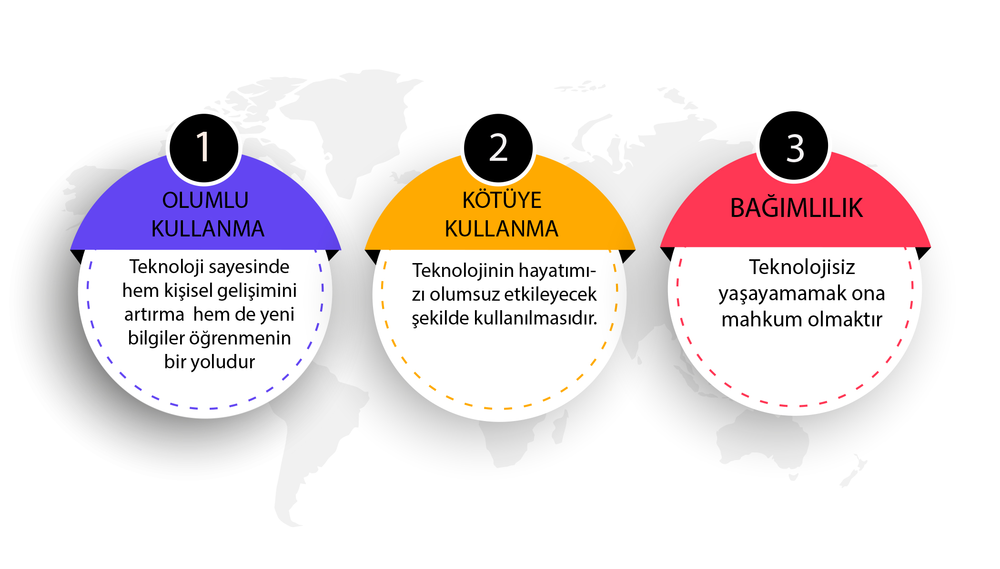 1
OLUMLU
KULLANMA
Teknoloji sayesinde
hem kişisel gelişimini
artırma  hem de yeni
bilgiler öğrenmenin
bir yoludur
2
KÖTÜYE
KULLANMA
Teknolojinin hayatımı-
zı olumsuz etkileyecek
şekilde kullanılmasıdır.
3
BAĞIMLILIK
Teknolojisiz
yaşayamamak ona
mahkum olmaktır